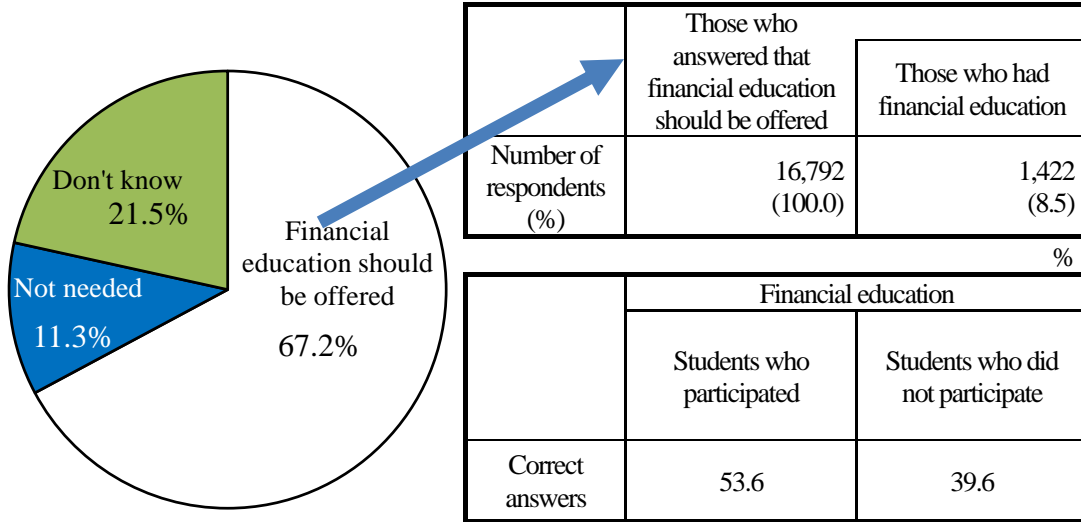 Don't know
21.5%
Not needed
11.3%
Financial
education should
be offered
67.2%
Those who
answered that
financial education
should be offered
Those who had
financial education
Number of
respondents
(%)
16,792
(100.0)
1,422
(8.5)
%
Financial education
Students who
participated
Students who did
not participate
Correct
answers
53.6
39.6